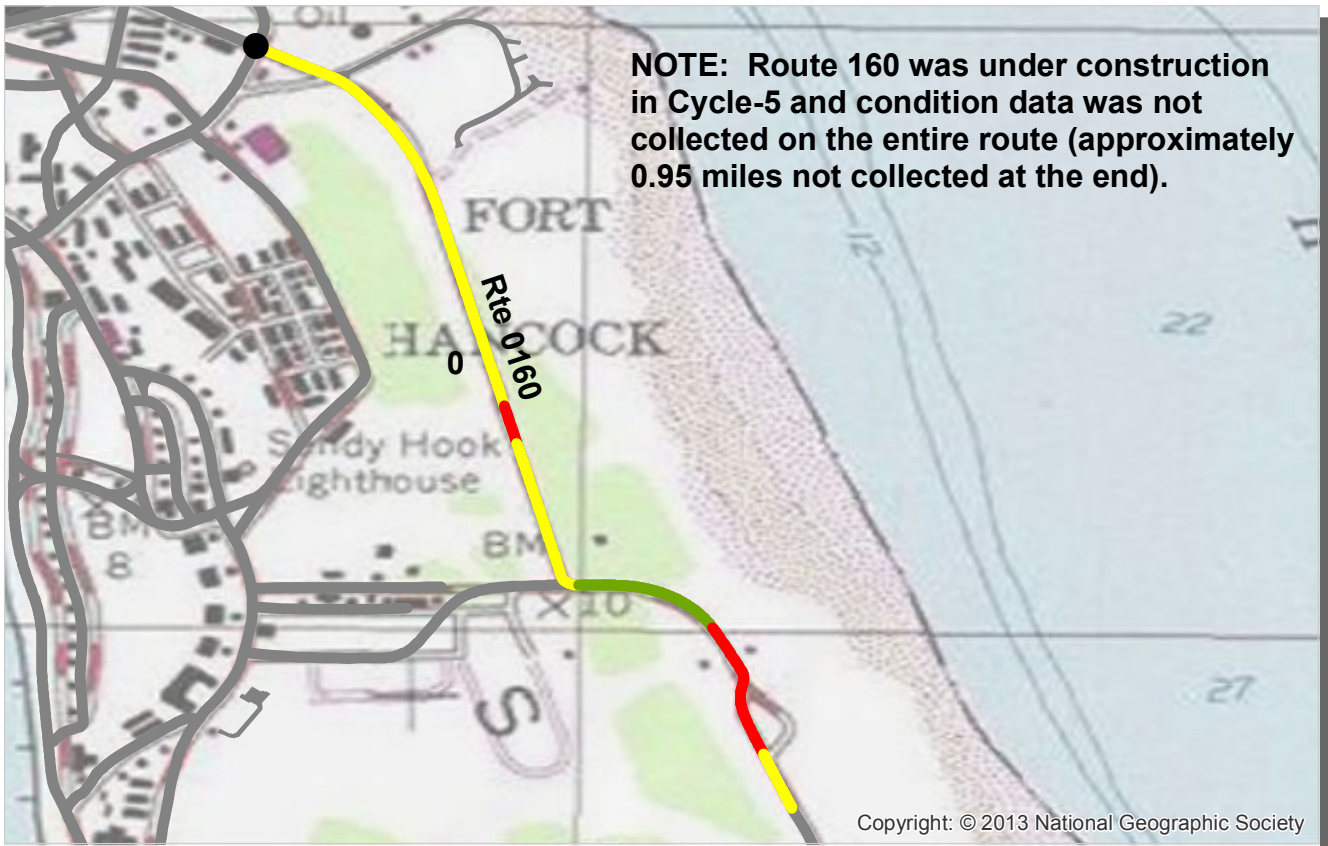 Oil
NOTE: Route 160 was under construction
in Cycle-5 and condition data was not
collected on the entire route (approximately
0.95 miles not collected at the end).
FORT
12
22
Rte 0160
HANCOCK
0
Sandy Hook
Lighthouse
BM
8
BM
10
27
S
Copyright: © 2013 National Geographic Society